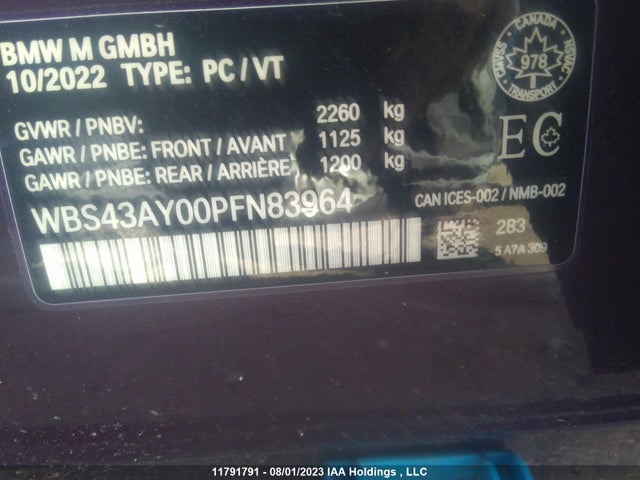 BMW M GMBH
10/2022 TYPE: PC / VT
GVWR / PNBV: 2260 kg
GAWR / PNBE: FRONT / AVANT 1125 kg
GAWR / PNBE: REAR / ARRIÈRE 1200 kg
WBS43AY00PFN83964
CANADA
978
TRANSPORT
EC
CAN ICES-002 / NMB-002
283
5 A7A 309
11791791 - 08/01/2023 IAA Holdings , LLC